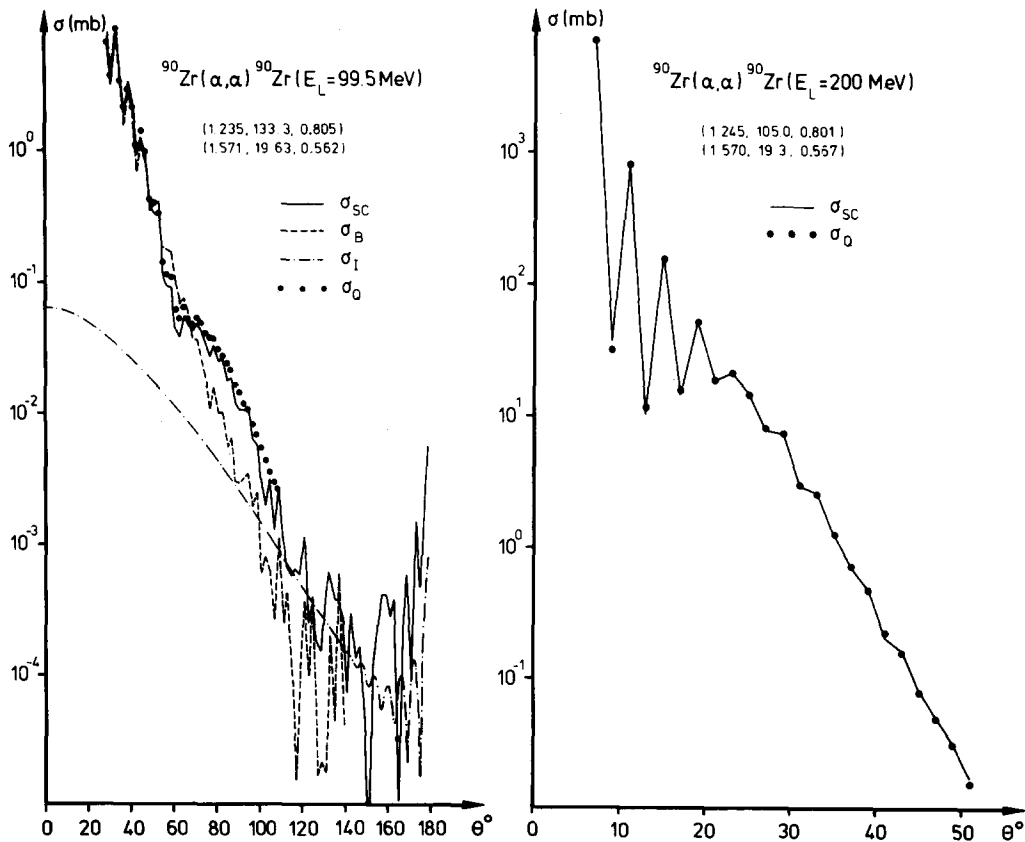 σ(mb)
⁹⁰Zr(α,α)⁹⁰Zr(E_L=99.5MeV)
(1.235, 133.3, 0.805)
(1.571, 19 63, 0.562)
σ_SC
σ_B
σ_I
σ_Q
10⁰
10⁻¹
10⁻²
10⁻³
10⁻⁴
0 20 40 60 80 100 120 140 160 180 θ°
σ(mb)
⁹⁰Zr(α,α)⁹⁰Zr(E_L=200 MeV)
(1 245, 105.0, 0.801)
(1 570, 19 3, 0.567)
σ_SC
σ_Q
10³
10²
10¹
10⁰
10⁻¹
0 10 20 30 40 50 θ°